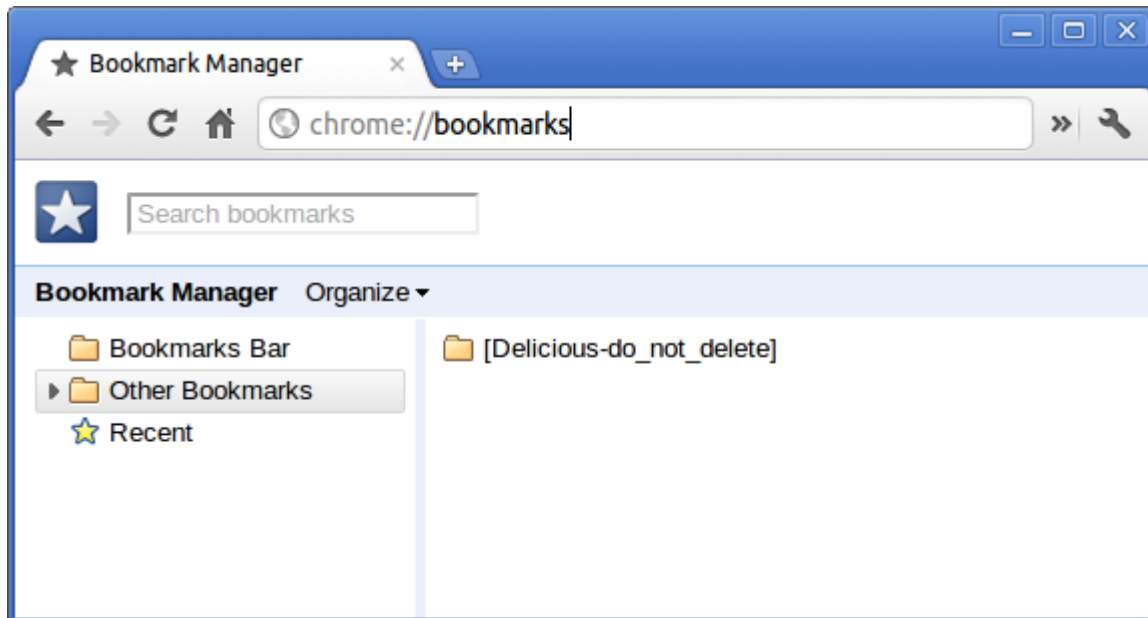 Bookmark Manager
chrome://bookmarks
Search bookmarks
Bookmark Manager Organize
Bookmarks Bar
[Delicious-do_not_delete]
Other Bookmarks
Recent